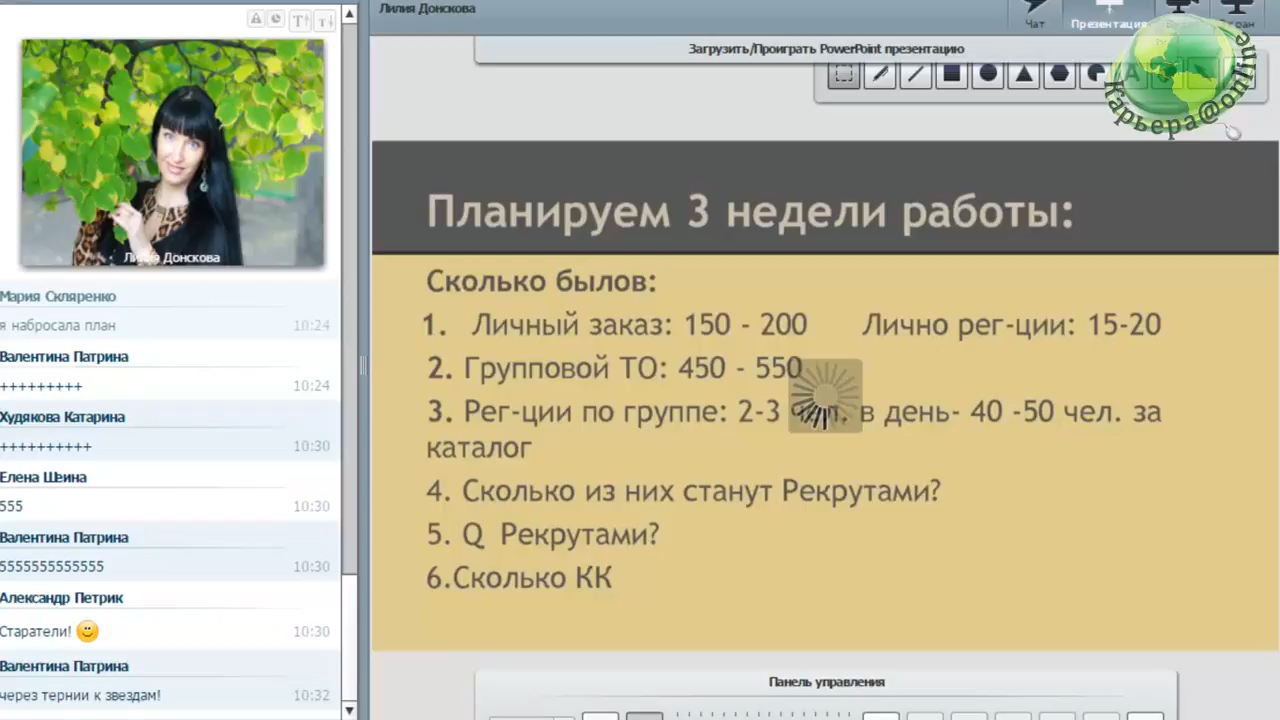 Лилия Донскова
Чат
Презентация
Загрузить/Проиграть PowerPoint презентацию
Карьера@online
Лилия Донскова
Мария Скляренко
я набросала план 10:24
Валентина Патрина
+++++++++ 10:24
Худякова Катарина
++++++++++ 10:30
Елена Шеина
555 10:30
Валентина Патрина
5555555555555 10:30
Александр Петрик
Старатели! 10:30
Валентина Патрина
через тернии к звездам! 10:32
Планируем 3 недели работы:
Сколько былов:
1. Личный заказ: 150 - 200 Лично рег-ции: 15-20
2. Групповой ТО: 450 - 550
3. Рег-ции по группе: 2-3 чел. в день- 40 -50 чел. за
каталог
4. Сколько из них станут Рекрутами?
5. Q Рекрутами?
6.Сколько КК
Панель управления